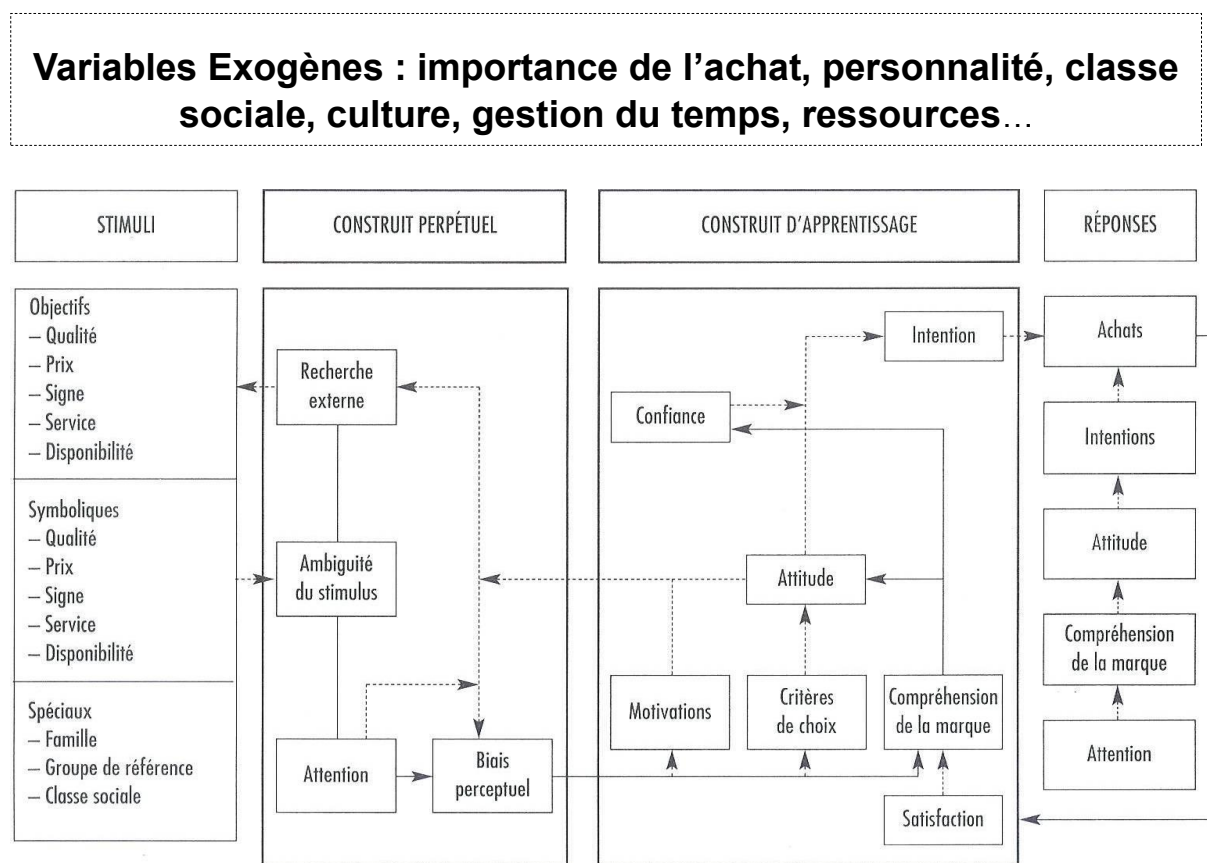 Variables Exogènes : importance de l’achat, personnalité, classe
sociale, culture, gestion du temps, ressources…
STIMULI
CONSTRUIT PERPÉTUEL
CONSTRUIT D’APPRENTISSAGE
RÉPONSES
Objectifs
– Qualité
– Prix
– Signe
– Service
– Disponibilité
Symboliques
– Qualité
– Prix
– Signe
– Service
– Disponibilité
Spéciaux
– Famille
– Groupe de référence
– Classe sociale
Recherche
externe
Ambiguïté
du stimulus
Attention
Biais
perceptuel
Intention
Confiance
Attitude
Motivations
Critères
de choix
Compréhension
de la marque
Satisfaction
Achats
Intentions
Attitude
Compréhension
de la marque
Attention